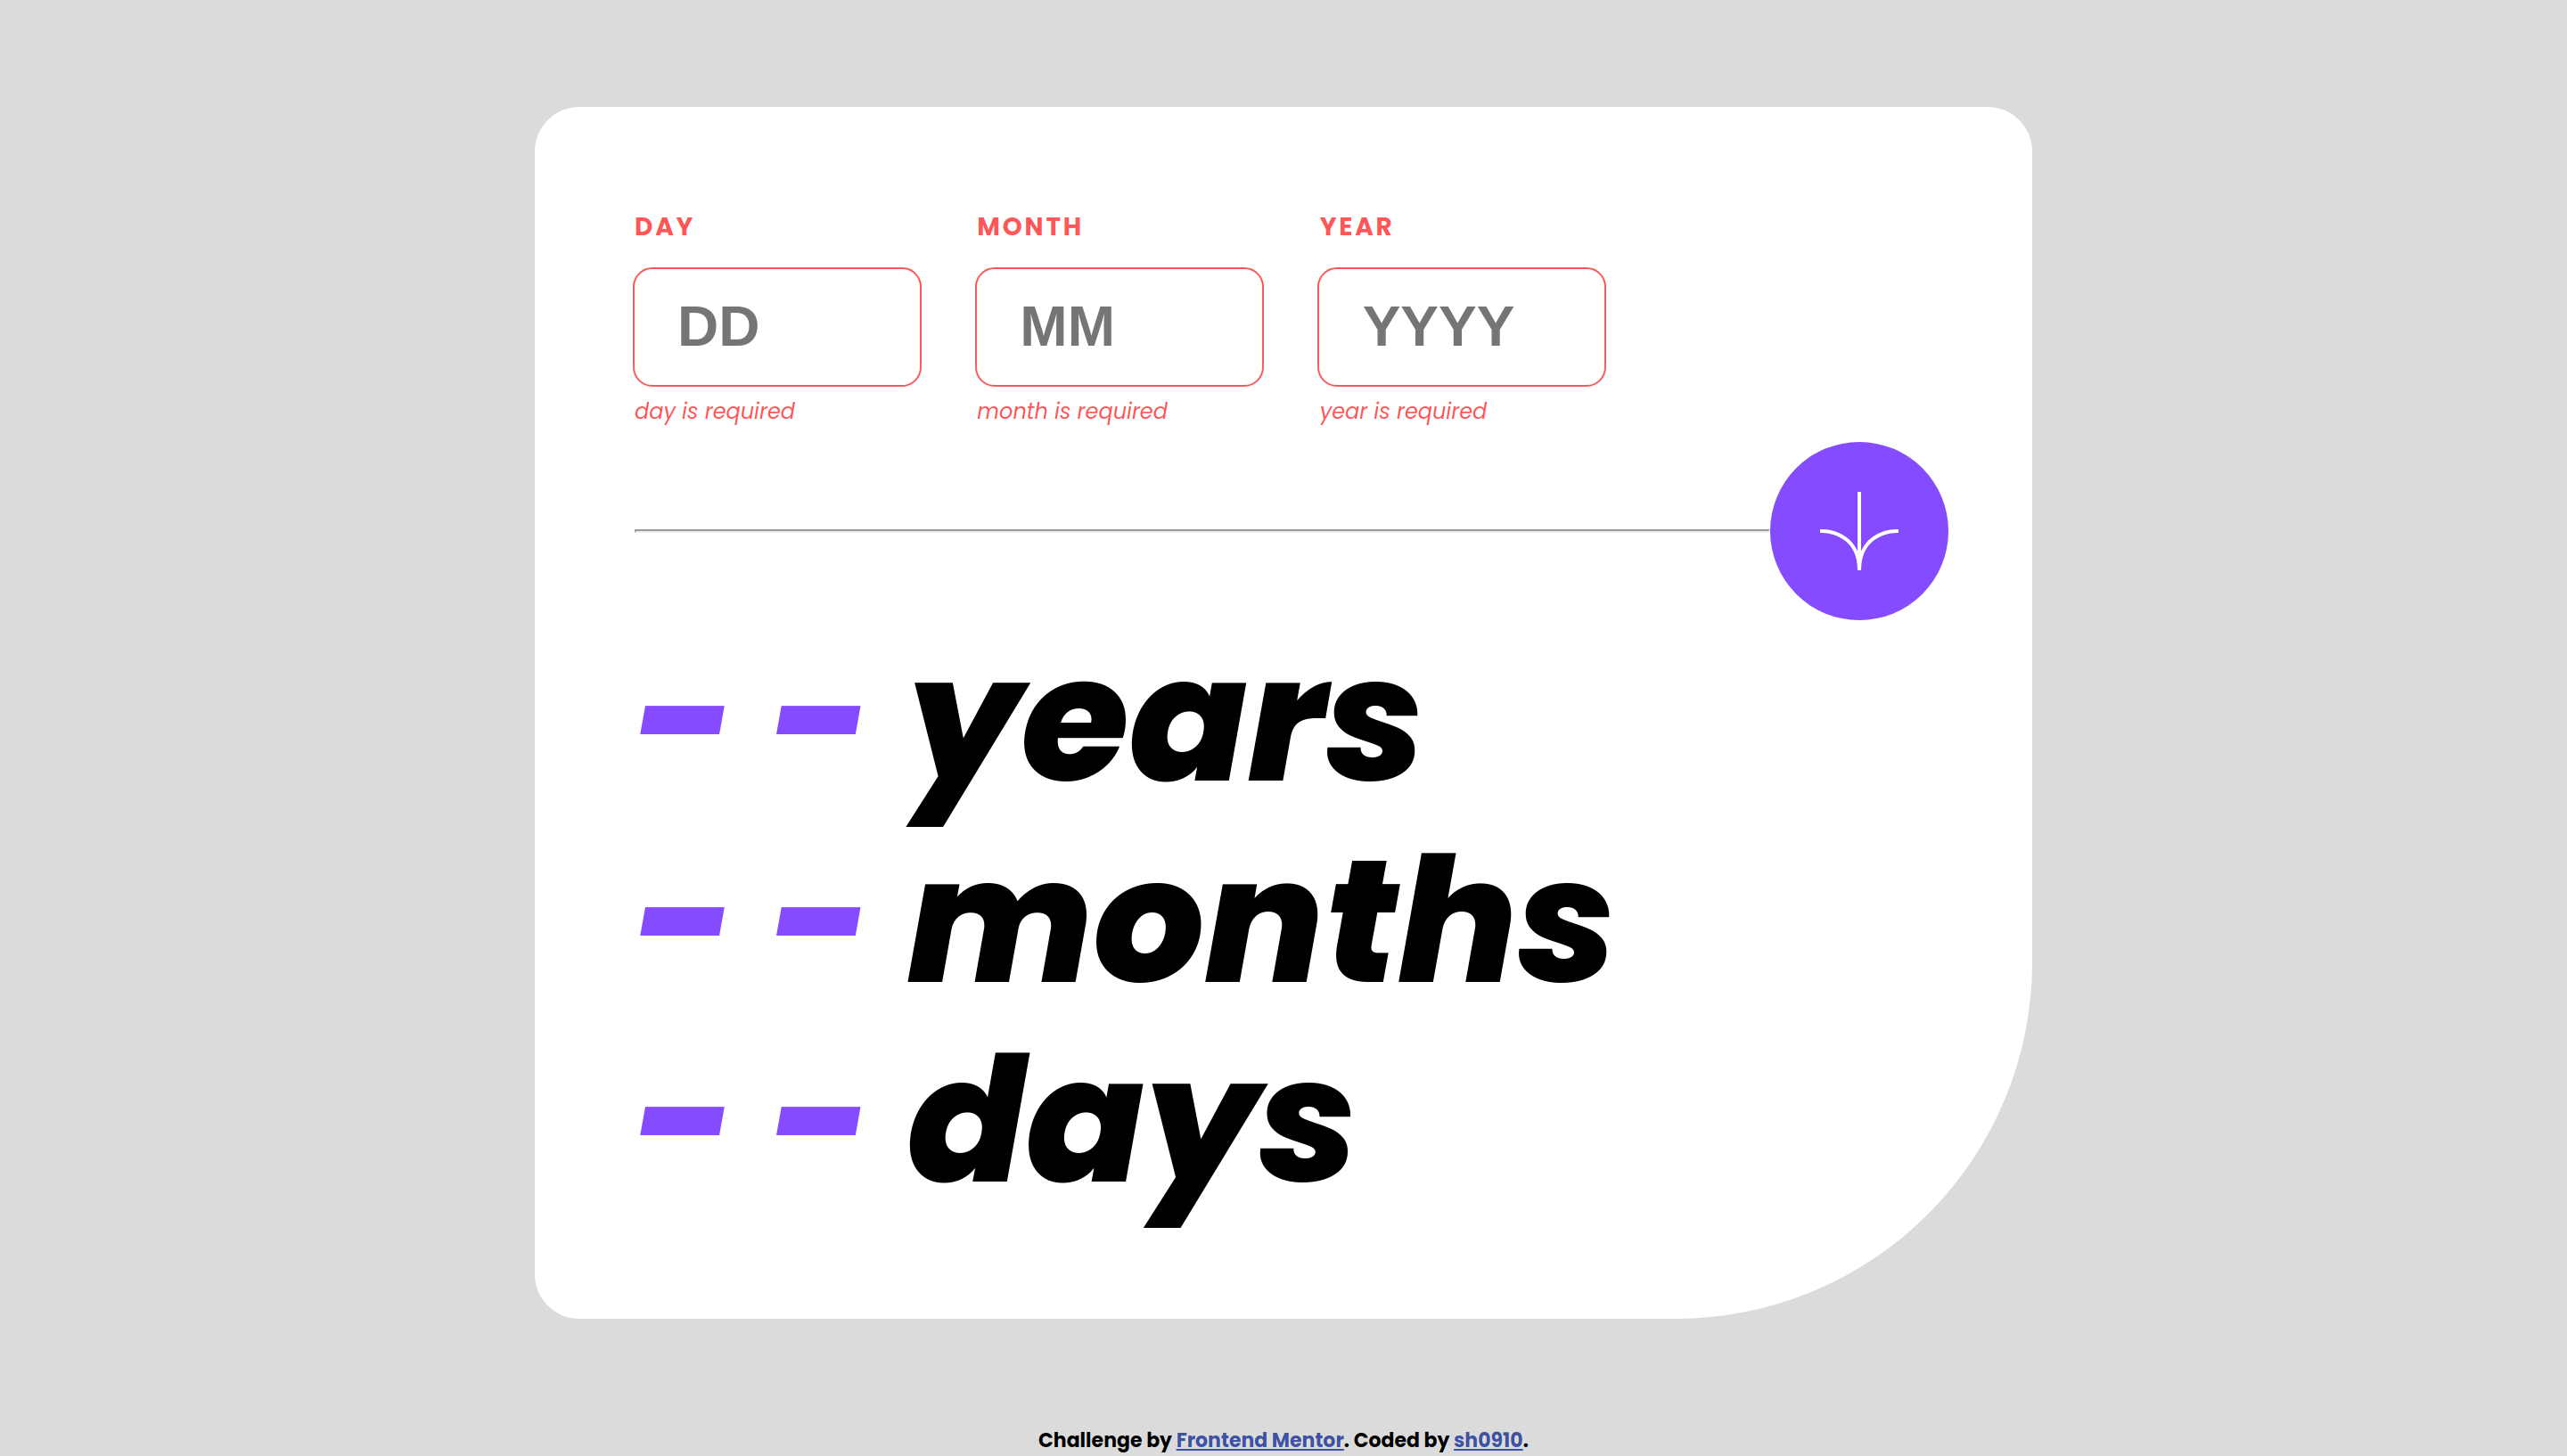 DAY MONTH YEAR
DD MM YYYY
day is required month is required year is required
- - years
- - months
- - days
Challenge by Frontend Mentor. Coded by sh0910.